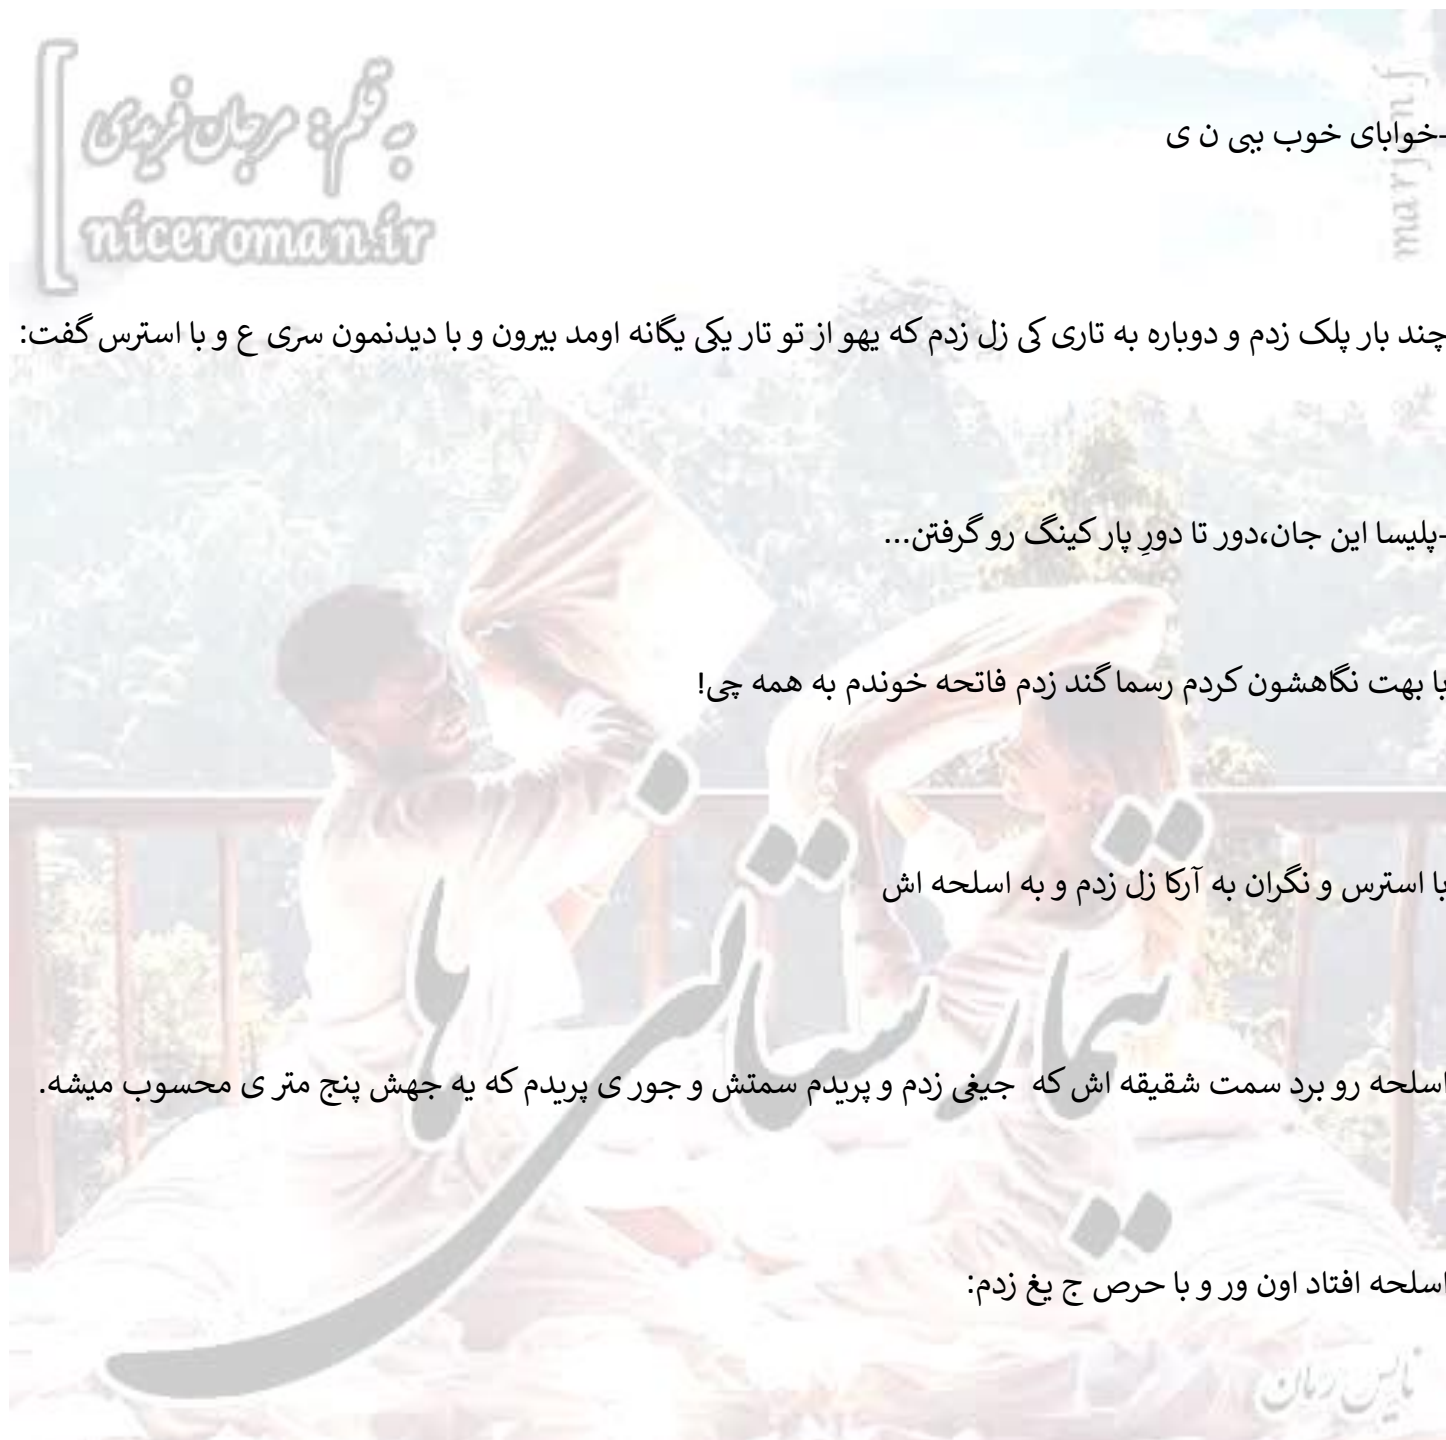 به قلم: مرجان فریدی
niceroman.ir
marjan.f
-خوابای خوب ببی ن ی
چند بار پلک زدم و دوباره به تاری کی زل زدم که یهو از تو تار یکی یگانه اومد بیرون و با دیدنمون سری ع و با استرس گفت:
-پلیسا این جان،دور تا دورِ پار کینگ رو گرفتن...
با بهت نگاهشون کردم رسما گند زدم فاتحه خوندم به همه چی!
با استرس و نگران به آرکا زل زدم و به اسلحه اش
اسلحه رو برد سمت شقیقه اش که جیغی زدم و پریدم سمتش و جور ی پریدم که یه جهش پنج متر ی محسوب میشه.
اسلحه افتاد اون ور و با حرص ج یغ زدم:
تیمارستانی ها
نایس رمان